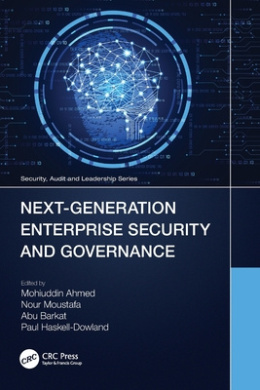 Security, Audit and Leadership Series
NEXT-GENERATION
ENTERPRISE SECURITY
AND GOVERNANCE
Edited by
Mohiuddin Ahmed
Nour Moustafa
Abu Barkat
Paul Haskell-Dowland
CRC
CRC Press
Taylor & Francis Group